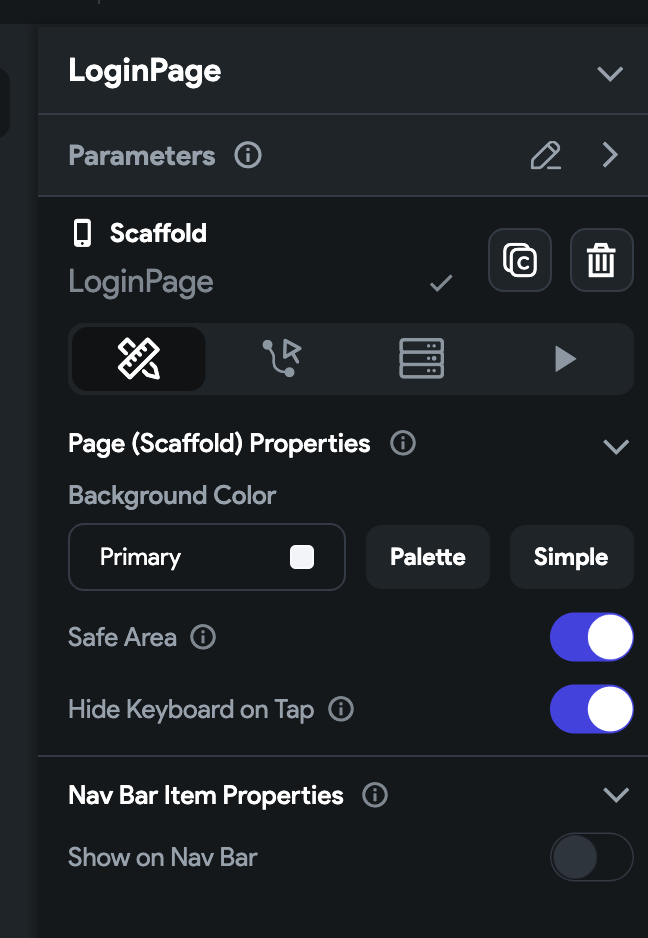 LoginPage
Parameters
Scaffold
LoginPage
Page (Scaffold) Properties
Background Color
Primary
Palette
Simple
Safe Area
Hide Keyboard on Tap
Nav Bar Item Properties
Show on Nav Bar